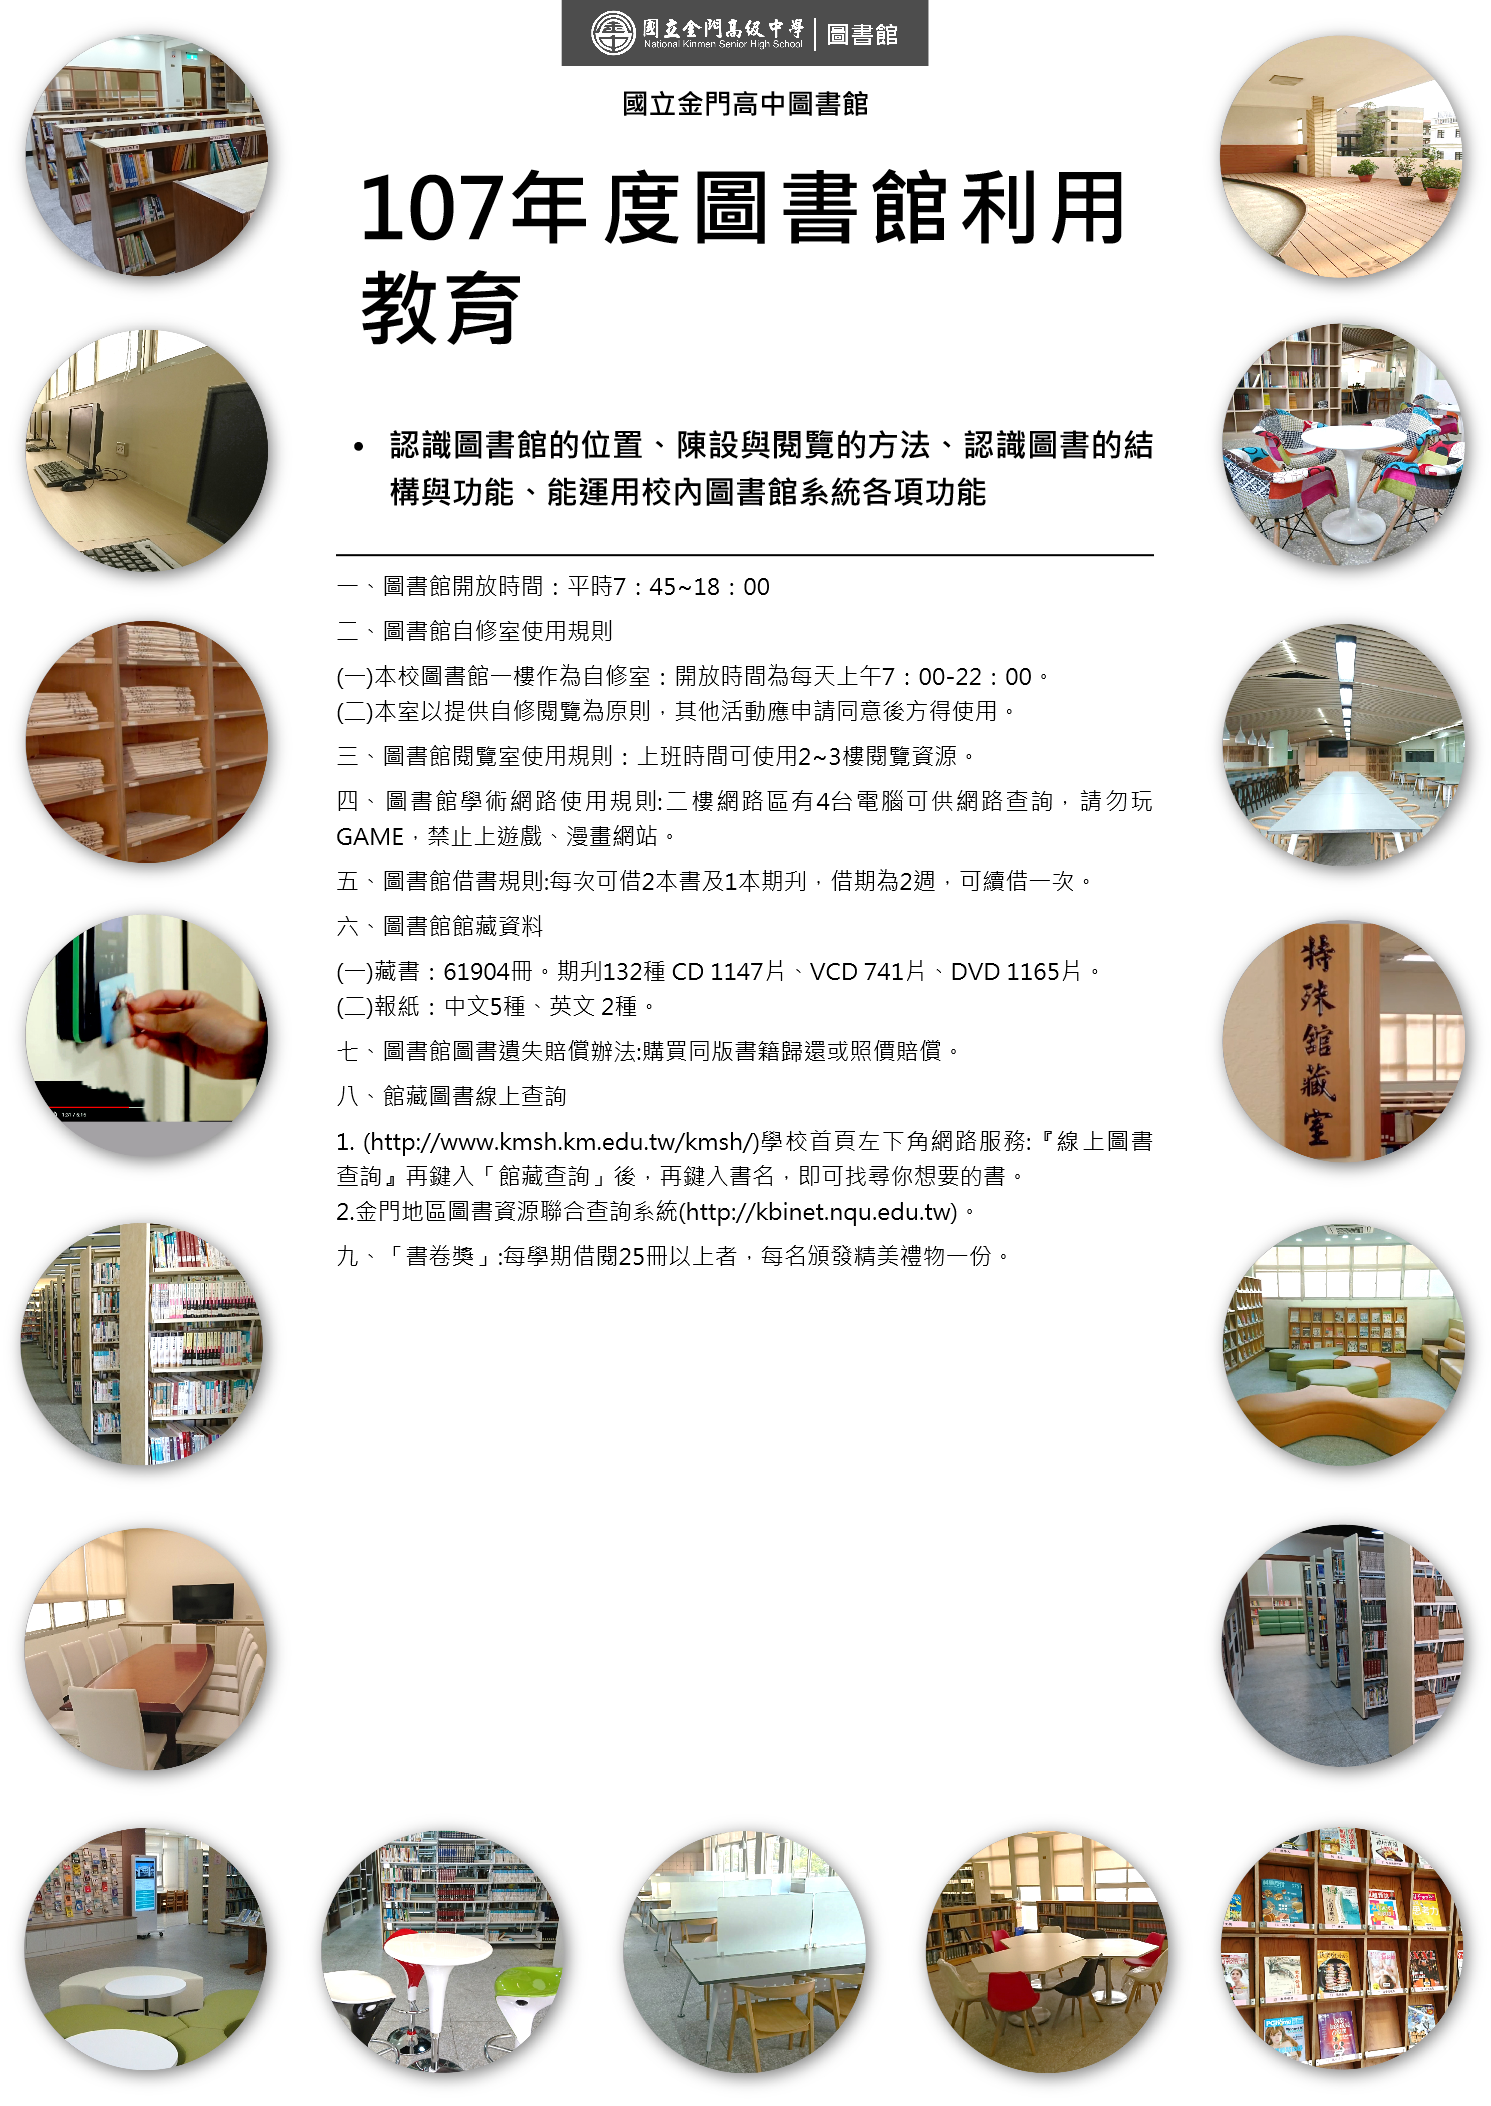 國立金門高級中學 圖書館
National Kinmen Senior High School
國立金門高中圖書館
107年度圖書館利用
教育
• 認識圖書館的位置、陳設與閱覽的方法、認識圖書的結
構與功能、能運用校內圖書館系統各項功能
一、圖書館開放時間：平時7：45~18：00
二、圖書館自修室使用規則
(一)本校圖書館一樓作為自修室：開放時間為每天上午7：00-22：00。
(二)本室以提供自修閱覽為原則，其他活動應申請同意後方得使用。
三、圖書館閱覽室使用規則：上班時間可使用2~3樓閱覽資源。
四、圖書館學術網路使用規則:二樓網路區有4台電腦可供網路查詢，請勿玩
GAME，禁止上遊戲、漫畫網站。
五、圖書館借書規則:每次可借2本書及1本期刋，借期為2週，可續借一次。
六、圖書館館藏資料
(一)藏書：61904冊。期刋132種 CD 1147片、VCD 741片、DVD 1165片。
(二)報紙：中文5種、英文 2種。
七、圖書館圖書遺失賠償辦法:購買同版書籍歸還或照價賠償。
八、館藏圖書線上查詢
1. (http://www.kmsh.km.edu.tw/kmsh/)學校首頁左下角網路服務:『線上圖書
查詢』再鍵入「館藏查詢」後，再鍵入書名，即可找尋你想要的書。
2.金門地區圖書資源聯合查詢系統(http://kbinet.nqu.edu.tw)。
九、「書卷獎」:每學期借閱25冊以上者，每名頒發精美禮物一份。
特殊館藏室